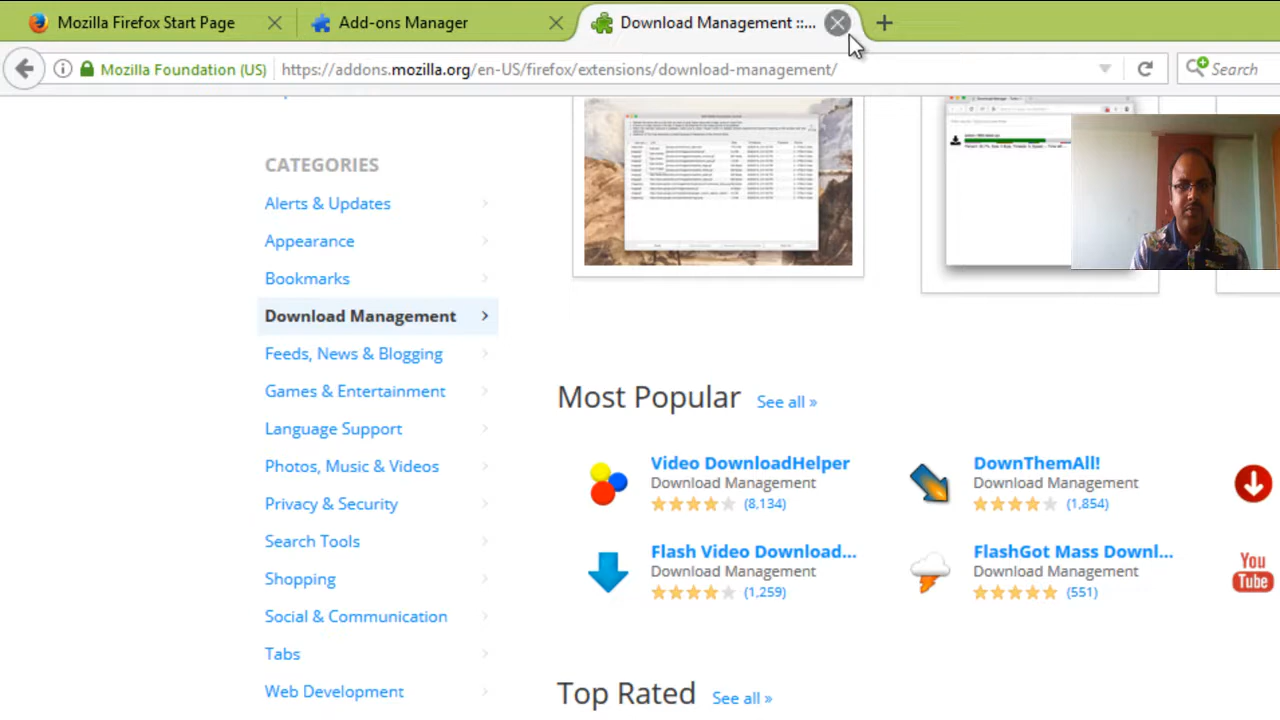 Mozilla Firefox Start Page
Add-ons Manager
Download Management ::...
Mozilla Foundation (US)
https://addons.mozilla.org/en-US/firefox/extensions/download-management/
Search
CATEGORIES
Alerts & Updates
Appearance
Bookmarks
Download Management
Feeds, News & Blogging
Games & Entertainment
Language Support
Photos, Music & Videos
Privacy & Security
Search Tools
Shopping
Social & Communication
Tabs
Web Development
Most Popular See all »
Video DownloadHelper
Download Management
(8,134)
DownThemAll!
Download Management
(1,854)
Flash Video Download...
Download Management
(1,259)
FlashGot Mass Downl...
Download Management
(551)
You
Tube
Top Rated See all »